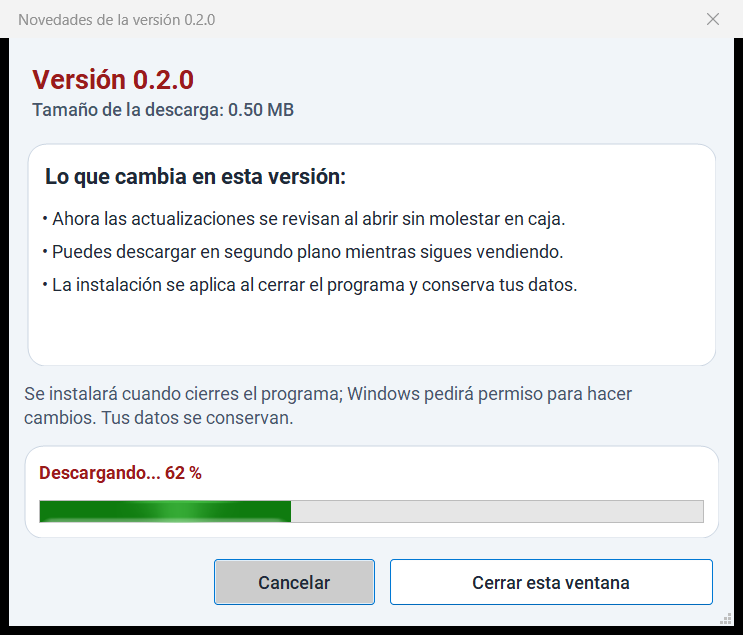 Novedades de la versión 0.2.0
Versión 0.2.0
Tamaño de la descarga: 0.50 MB
Lo que cambia en esta versión:
• Ahora las actualizaciones se revisan al abrir sin molestar en caja.
• Puedes descargar en segundo plano mientras sigues vendiendo.
• La instalación se aplica al cerrar el programa y conserva tus datos.
Se instalará cuando cierres el programa; Windows pedirá permiso para hacer
cambios. Tus datos se conservan.
Descargando... 62 %
Cancelar
Cerrar esta ventana